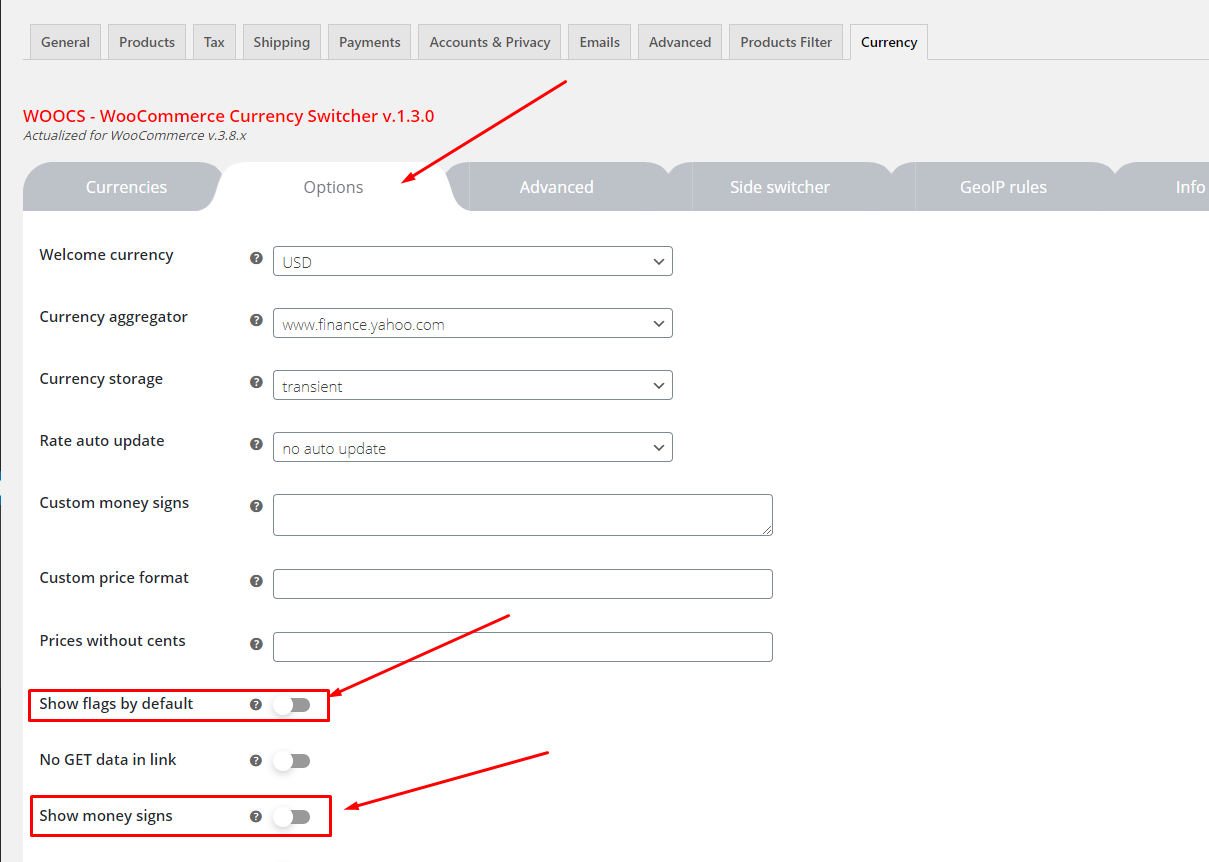 General Products Tax Shipping Payments Accounts & Privacy Emails Advanced Products Filter Currency
WOOCS - WooCommerce Currency Switcher v.1.3.0
Actualized for WooCommerce v.3.8.x
Currencies Options Advanced Side switcher GeoIP rules Info
Welcome currency ? USD
Currency aggregator ? www.finance.yahoo.com
Currency storage ? transient
Rate auto update ? no auto update
Custom money signs ?
Custom price format ?
Prices without cents ?
Show flags by default ?
No GET data in link ?
Show money signs ?